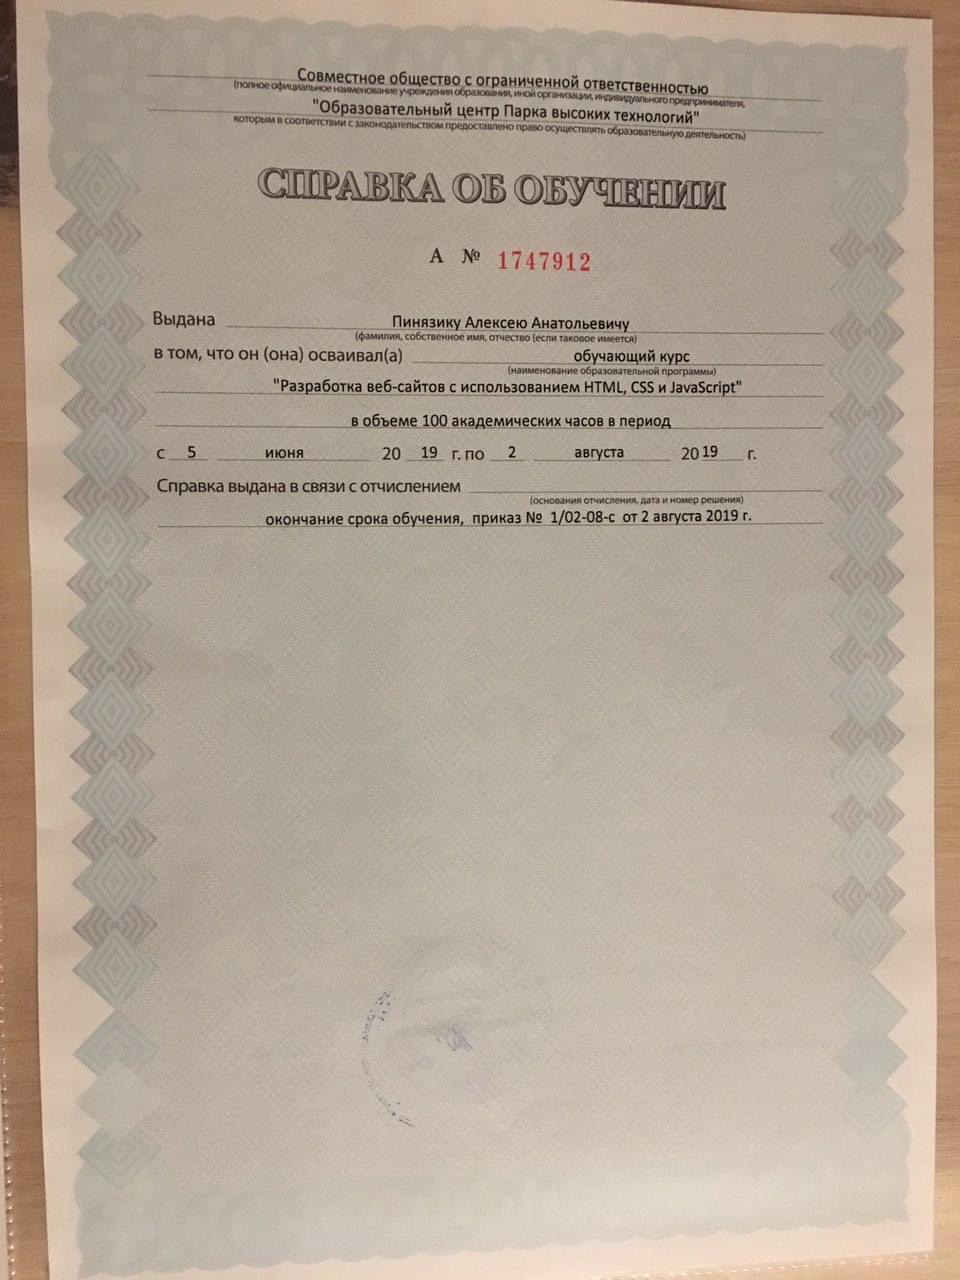 Совместное общество с ограниченной ответственностью
(полное официальное наименование учреждения образования, иной организации, индивидуального предпринимателя,
"Образовательный центр Парка высоких технологий"
которым в соответствии с законодательством предоставлено право осуществлять образовательную деятельность)
СПРАВКА ОБ ОБУЧЕНИИ
А № 1747912
Выдана Пинязику Алексею Анатольевичу
(фамилия, собственное имя, отчество (если таковое имеется)
в том, что он (она) осваивал(а) обучающий курс
(наименование образовательной программы)
"Разработка веб-сайтов с использованием HTML, CSS и JavaScript"
в объеме 100 академических часов в период
с 5 июня 20 19 г. по 2 августа 20 19 г.
Справка выдана в связи с отчислением
(основания отчисления, дата и номер решения)
окончание срока обучения, приказ № 1/02-08-с от 2 августа 2019 г.